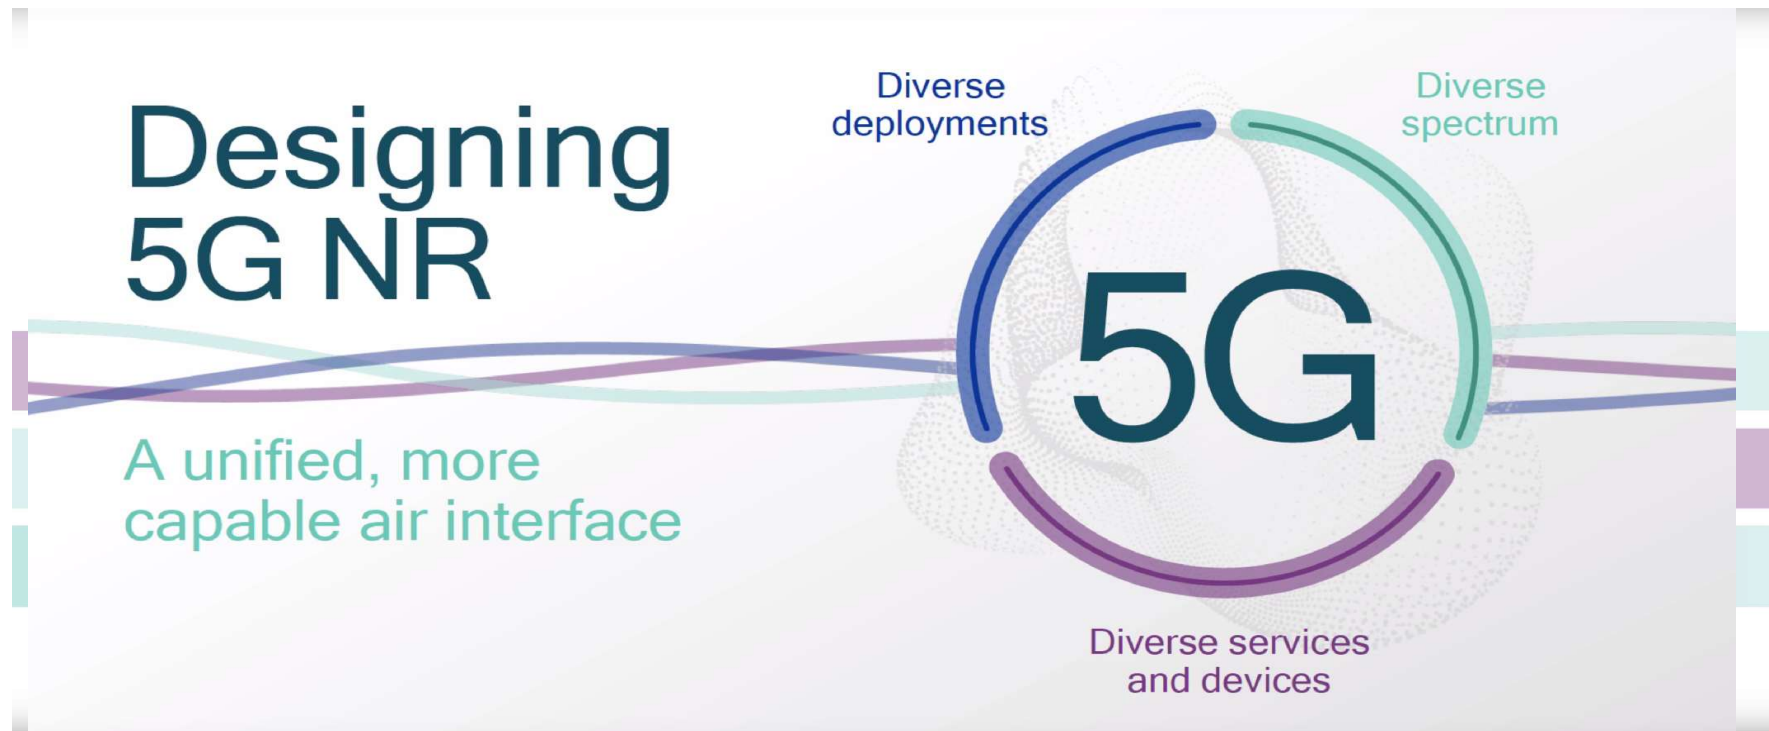 Designing
5G NR
A unified, more
capable air interface
Diverse
deployments
Diverse
spectrum
5G
Diverse services
and devices